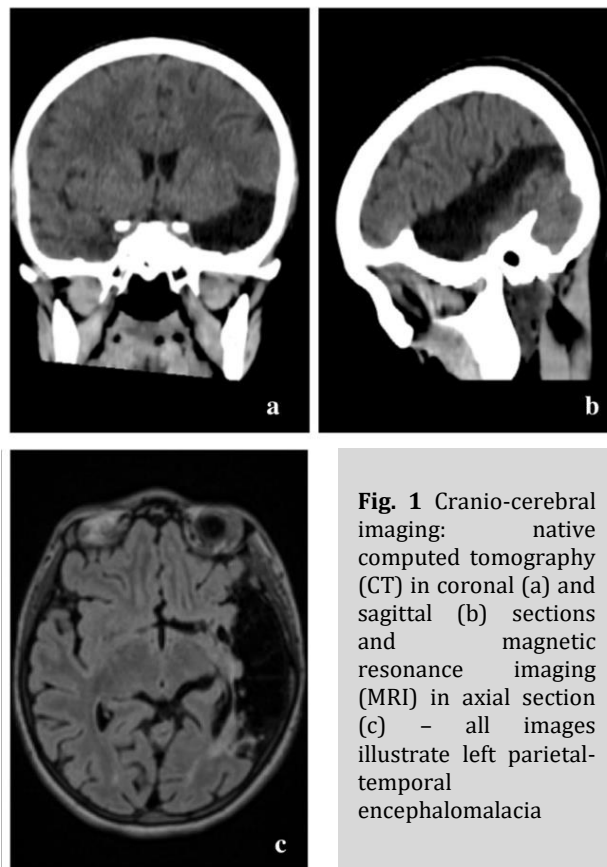 a
b
c
Fig. 1 Cranio-cerebral
imaging: native
computed tomography
(CT) in coronal (a) and
sagittal (b) sections
and magnetic
resonance imaging
(MRI) in axial section
(c) – all images
illustrate left parietal-
temporal
encephalomalacia